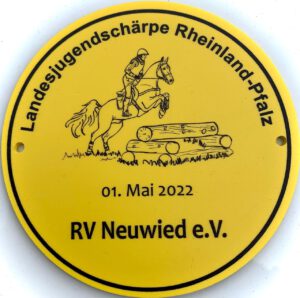 Landesjugendschärpe Rheinland-Pfalz
01. Mai 2022
RV Neuwied e.V.